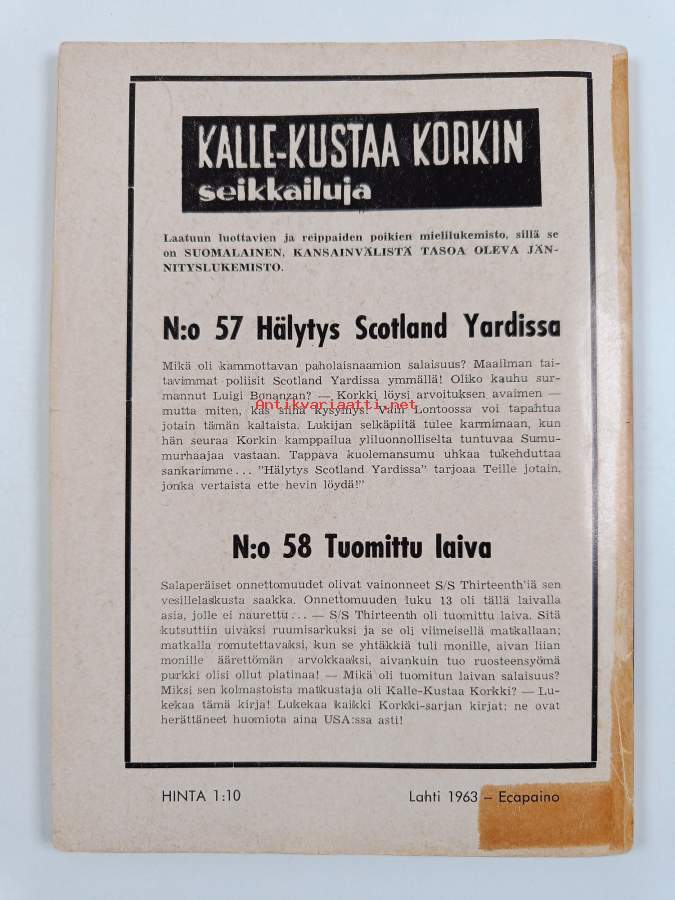 KALLE-KUSTAA KORKIN
seikkailuja
Laatuun luottavien ja reippaiden poikien mielilukemisto, sillä se
on SUOMALAINEN, KANSAINVÄLISTÄ TASOA OLEVA JÄN-
NITYSLUKEMISTO.
N:o 57 Hälytys Scotland Yardissa
Mikä oli kammottavan paholaisnaamion salaisuus? Maailman tai-
tavimmat poliisit Scotland Yardissa ymmällä! Oliko kauhu sur-
mannut Luigi Bonanzan? — Korkki löysi arvoituksen avaimen —
Antikvariaatti.net
mutta miten, kas siinä kysymys! Vain Lontoossa voi tapahtua
jotain tämän kaltaista. Lukijan selkäpiitä tulee karmimaan, kun
hän seuraa Korkin kamppailua yliluonnolliselta tuntuvaa Sumu-
murhaajaa vastaan. Tappava kuolemansumu uhkaa tukehduttaa
sankarimme... "Hälytys Scotland Yardissa" tarjoaa Teille jotain,
jonka vertaista ette hevin löydä!"
N:o 58 Tuomittu laiva
Salaperäiset onnettomuudet olivat vainonneet S/S Thirteenth'iä sen
vesillelaskusta saakka. Onnettomuuden luku 13 oli tällä laivalla
asia, jolle ei naurettu... — S/S Thirteenth oli tuomittu laiva. Sitä
kutsuttiin uivaksi ruumisarkuksi ja se oli viimeisellä matkallaan;
matkalla romutettavaksi, kun se yhtäkkiä tuli monille, aivan liian
monille äärettömän arvokkaaksi, aivankuin tuo ruosteensyömä
purkki olisi ollut platinaa! — Mikä oli tuomitun laivan salaisuus?
Miksi sen kolmastoista matkustaja oli Kalle-Kustaa Korkki? — Lu-
kekaa tämä kirja! Lukekaa kaikki Korkki-sarjan kirjat; ne ovat
herättäneet huomiota aina USA:ssa asti!
HINTA 1:10
Lahti 1963 – Ecapaino